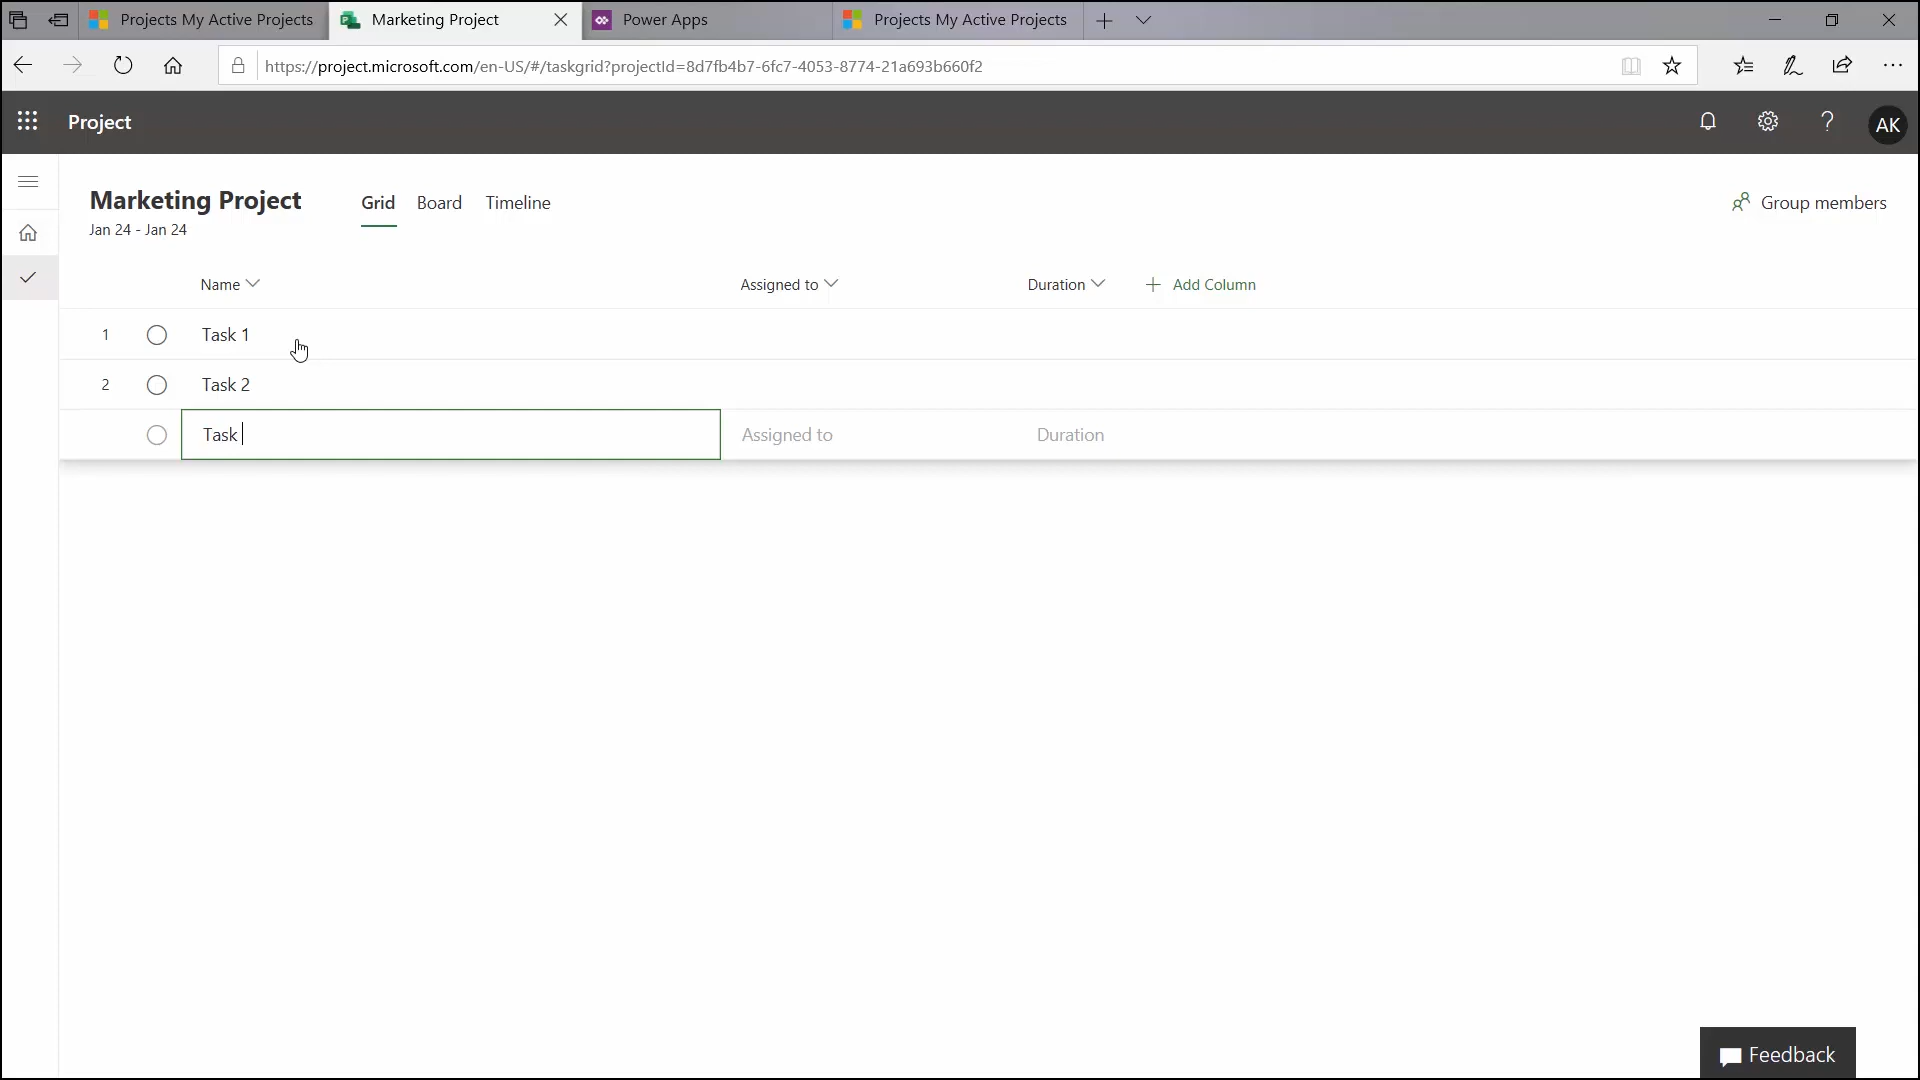 Projects My Active Projects
Marketing Project
Power Apps
Projects My Active Projects
https://project.microsoft.com/en-US/#/taskgrid?projectId=8d7fb4b7-6fc7-4053-8774-21a693b660f2
Project
AK
Marketing Project
Grid
Board
Timeline
Group members
Jan 24 - Jan 24
Name
Assigned to
Duration
Add Column
1
Task 1
2
Task 2
Task
Assigned to
Duration
Feedback